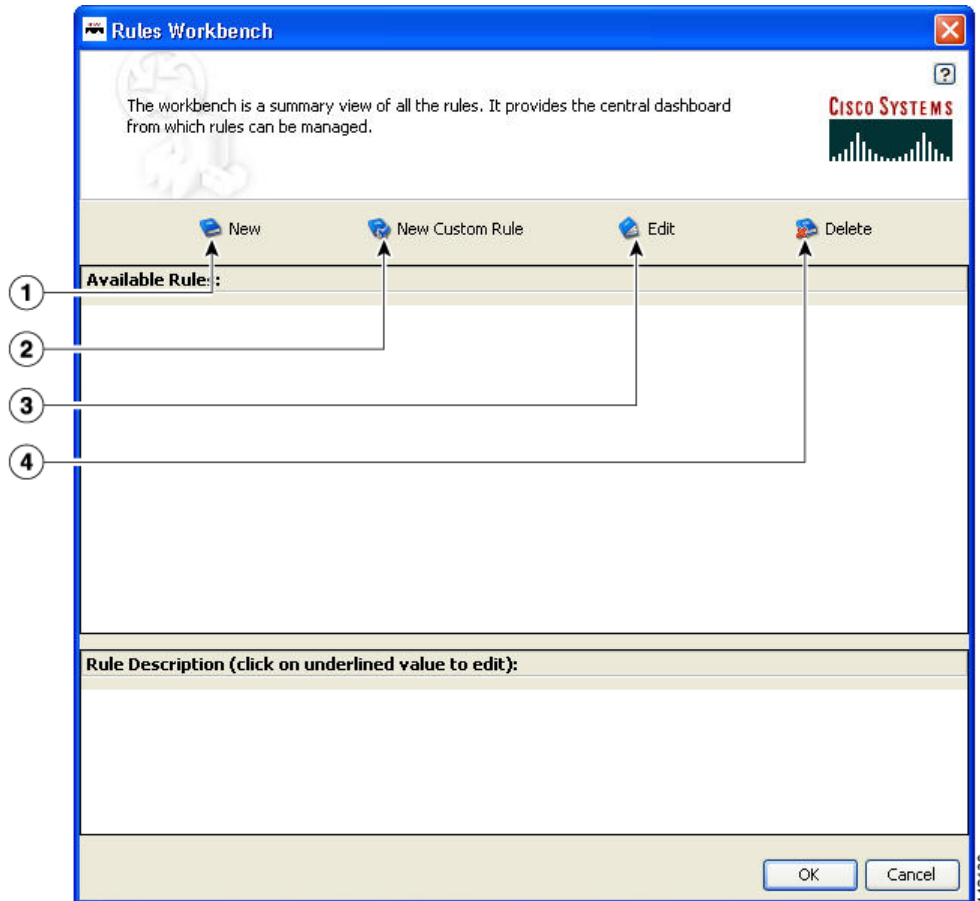 Rules Workbench
?
The workbench is a summary view of all the rules. It provides the central dashboard
from which rules can be managed.
CISCO SYSTEMS
New
New Custom Rule
Edit
Delete
1
Available Rules:
2
3
4
Rule Description (click on underlined value to edit):
OK
Cancel